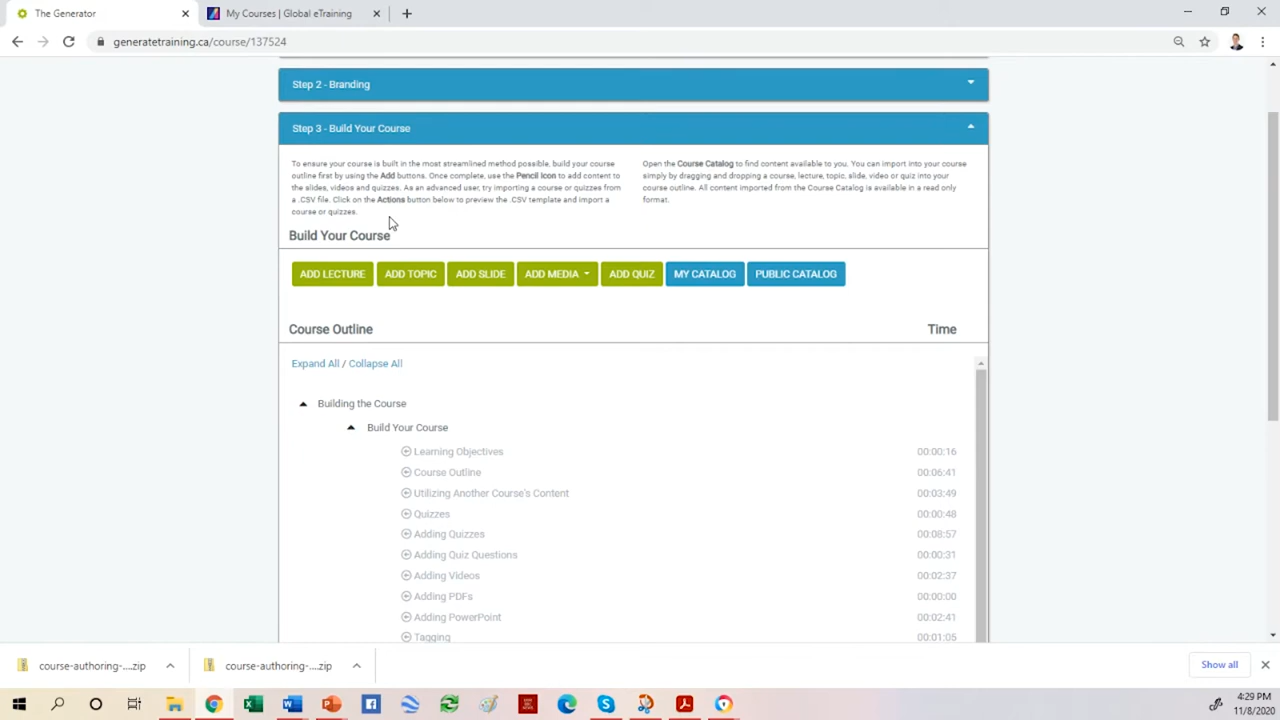 The Generator
My Courses | Global eTraining
generatetraining.ca/course/137524
Step 2 - Branding
Step 3 - Build Your Course
To ensure your course is built in the most streamlined method possible, build your course
outline first by using the Add buttons. Once complete, use the Pencil Icon to add content to
the slides, videos and quizzes. As an advanced user, try importing a course or quizzes from
a .CSV file. Click on the Actions button below to preview the .CSV template and import a
course or quizzes.
Open the Course Catalog to find content available to you. You can import into your course
simply by dragging and dropping a course, lecture, topic, slide, video or quiz into your
course outline. All content imported from the Course Catalog is available in a read only
format.
Build Your Course
ADD LECTURE ADD TOPIC ADD SLIDE ADD MEDIA ADD QUIZ MY CATALOG PUBLIC CATALOG
Course Outline Time
Expand All / Collapse All
Building the Course
Build Your Course
Learning Objectives 00:00:16
Course Outline 00:06:41
Utilizing Another Course's Content 00:03:49
Quizzes 00:00:48
Adding Quizzes 00:08:57
Adding Quiz Questions 00:00:31
Adding Videos 00:02:37
Adding PDFs 00:00:00
Adding PowerPoint 00:02:41
Tagging 00:01:05
course-authoring-....zip course-authoring-....zip Show all
4:29 PM
11/8/2020